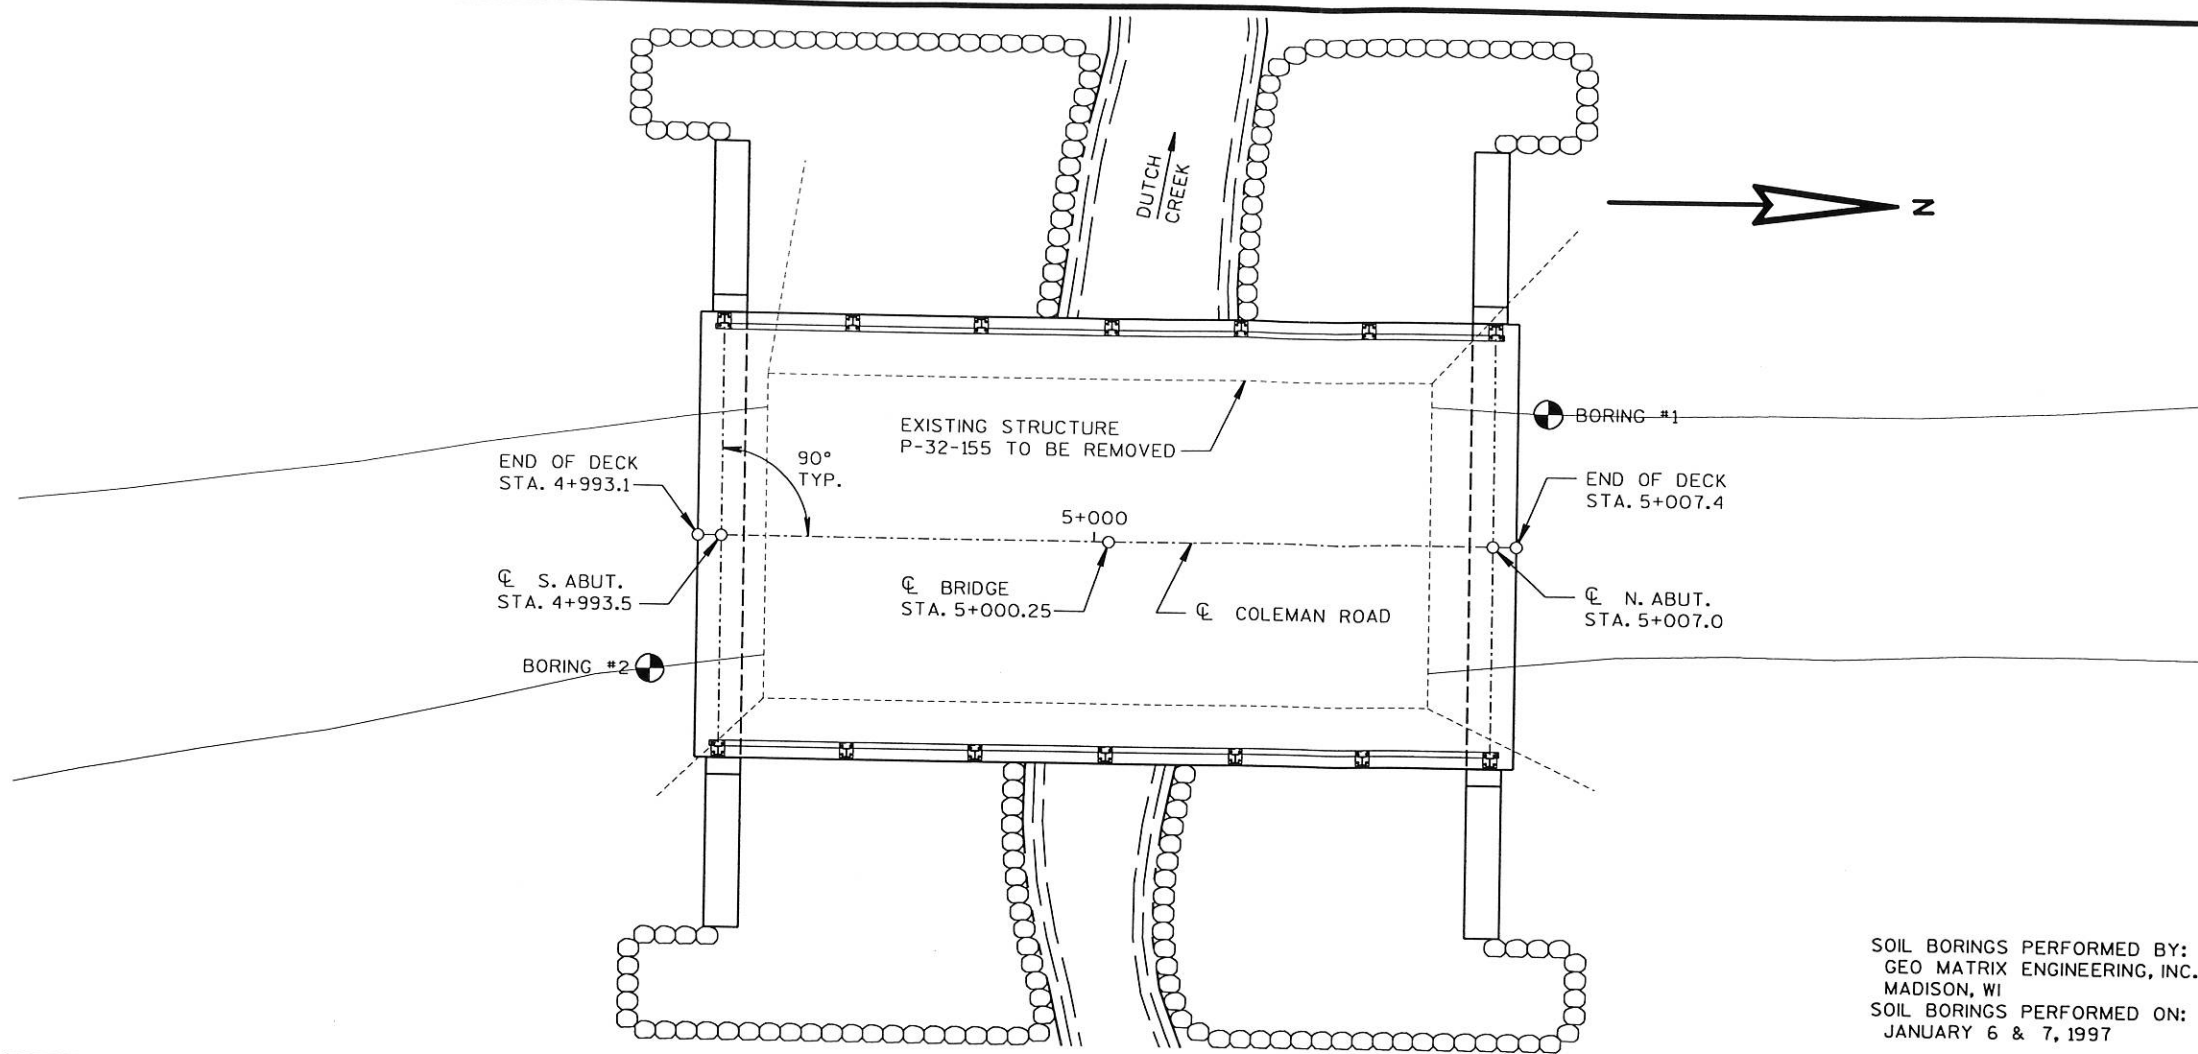 DUTCH
CREEK
N
EXISTING STRUCTURE
P-32-155 TO BE REMOVED
BORING #1
END OF DECK
STA. 4+993.1
90°
TYP.
END OF DECK
STA. 5+007.4
5+000
℄ S. ABUT.
STA. 4+993.5
℄ BRIDGE
STA. 5+000.25
℄ COLEMAN ROAD
℄ N. ABUT.
STA. 5+007.0
BORING #2
SOIL BORINGS PERFORMED BY:
GEO MATRIX ENGINEERING, INC.
MADISON, WI
SOIL BORINGS PERFORMED ON:
JANUARY 6 & 7, 1997